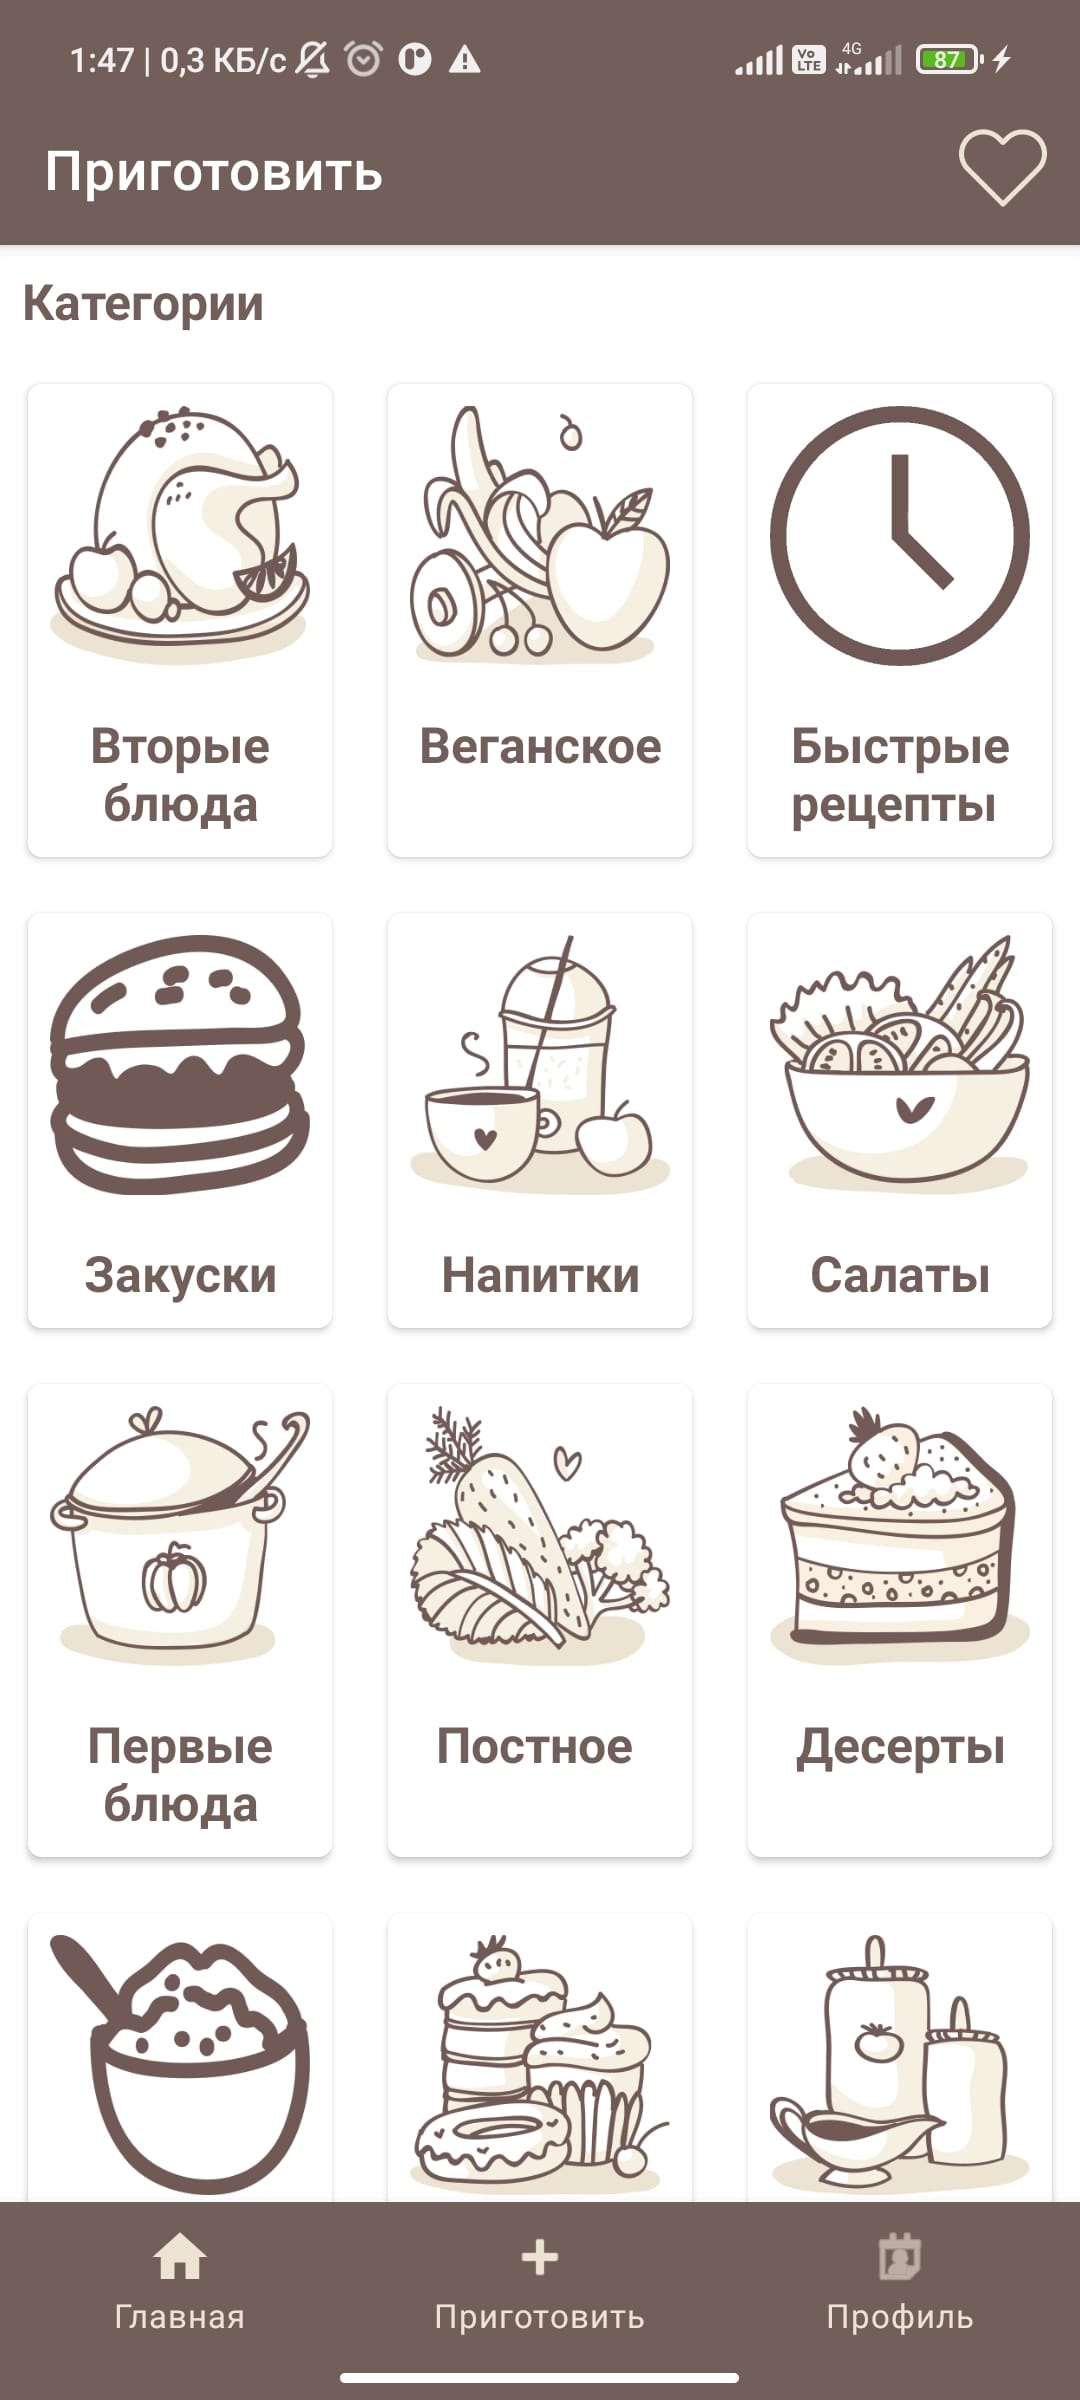 1:47 | 0,3 КБ/с
Vo LTE
4G
87
Приготовить
Категории
Вторые
блюда
Веганское
Быстрые
рецепты
Закуски
Напитки
Салаты
Первые
блюда
Постное
Десерты
Главная
Приготовить
Профиль